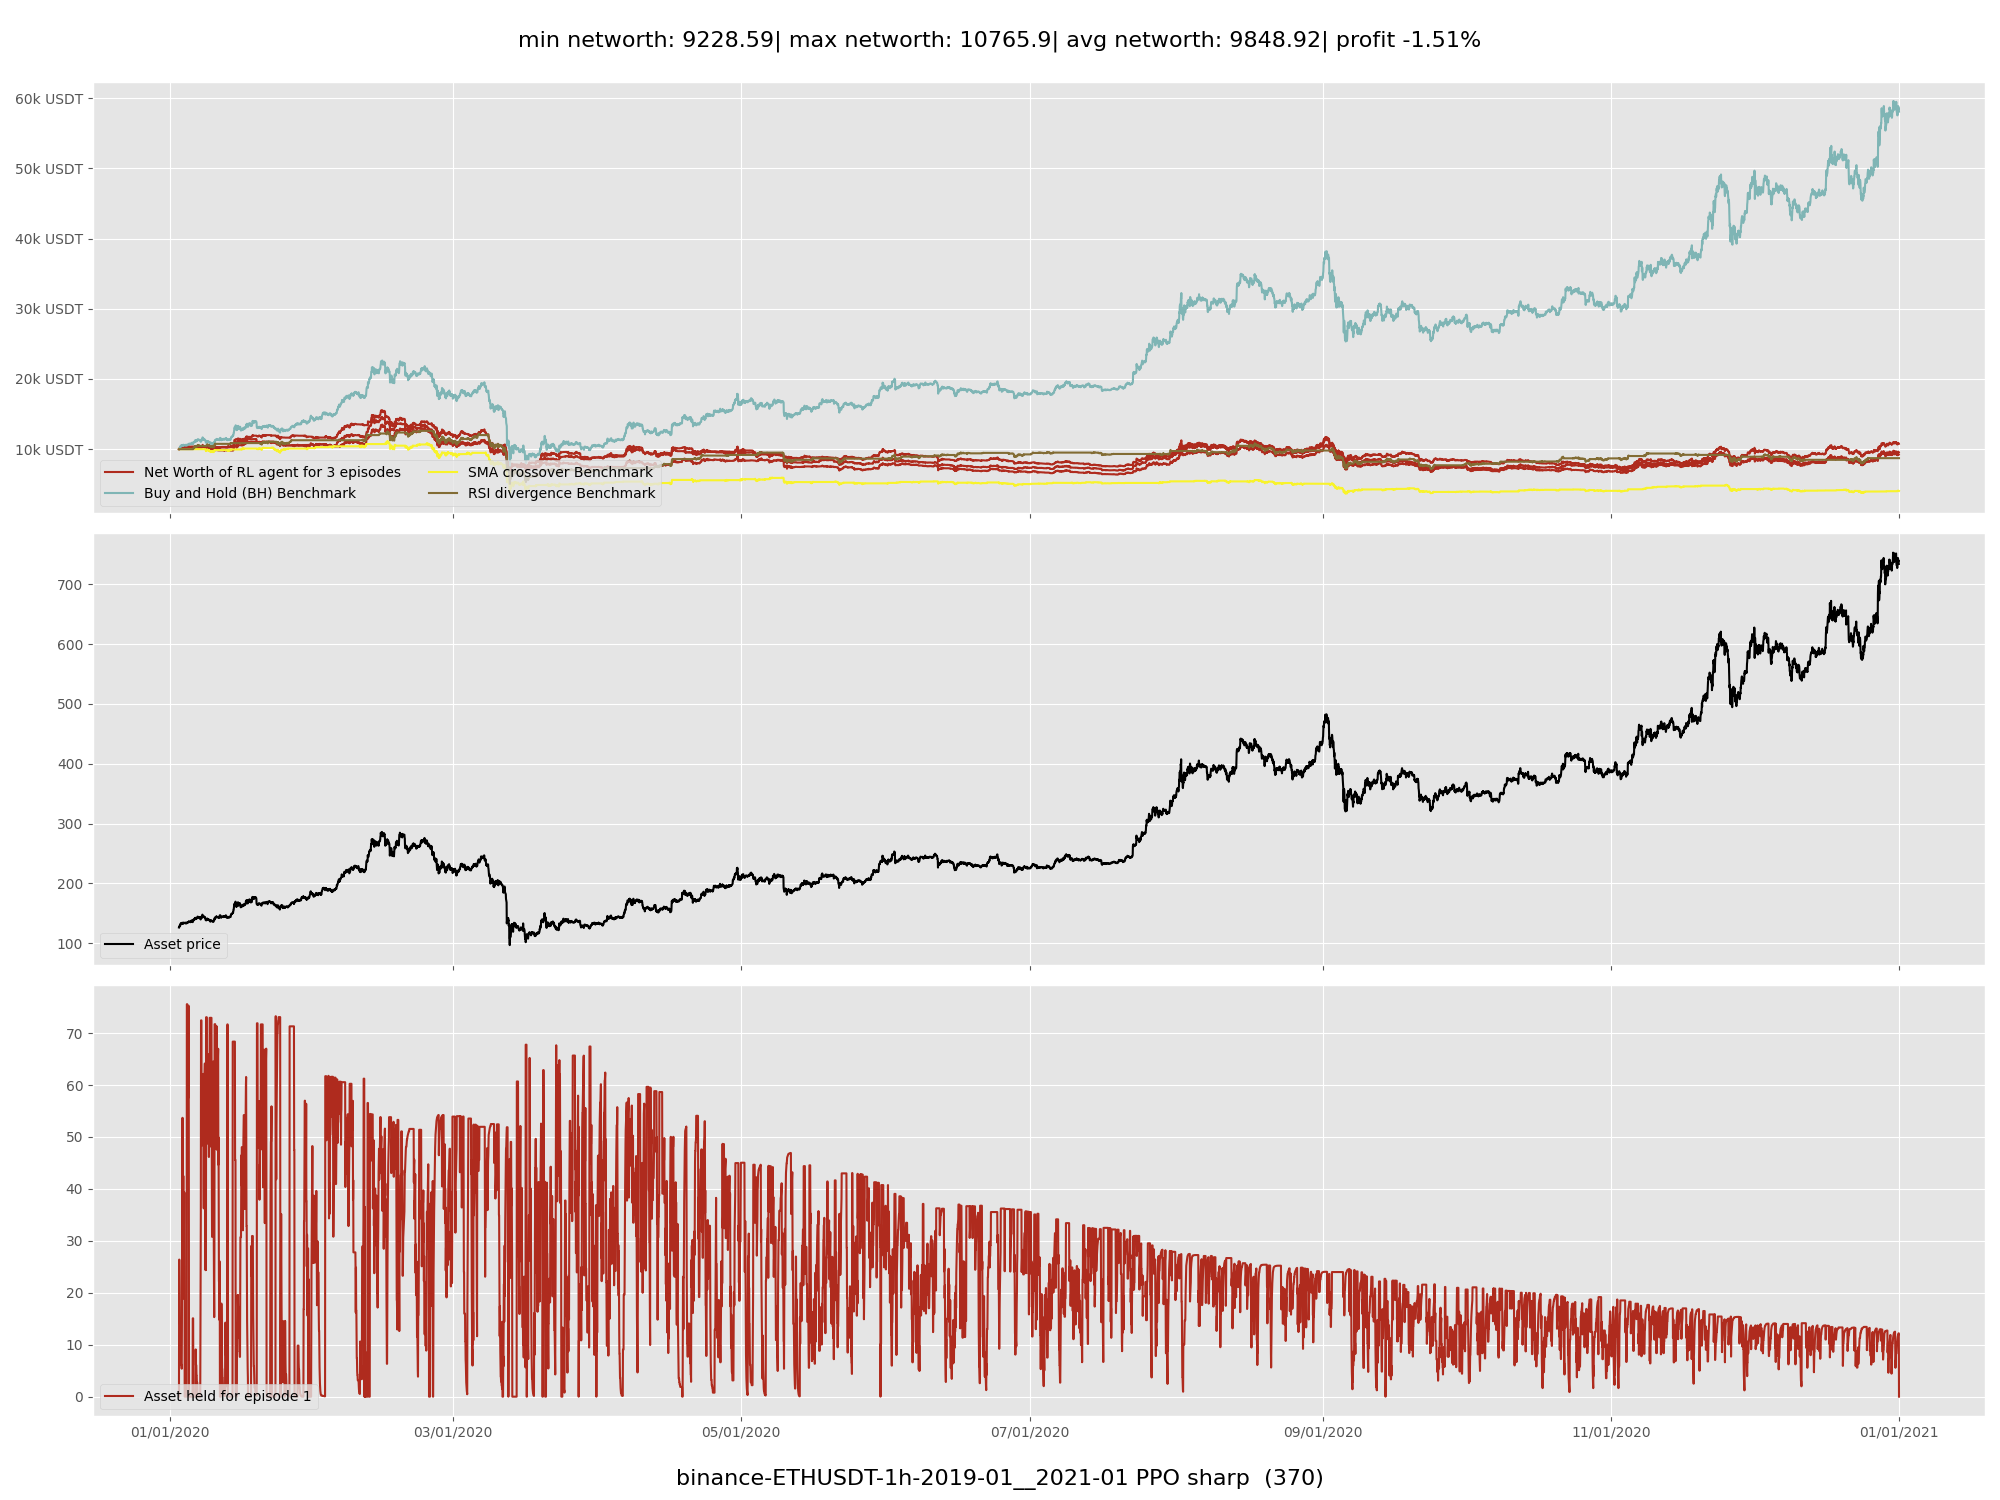 min networth: 9228.59| max networth: 10765.9| avg networth: 9848.92| profit -1.51%
60k USDT
50k USDT
40k USDT
30k USDT
20k USDT
10k USDT
Net Worth of RL agent for 3 episodes
Buy and Hold (BH) Benchmark
SMA crossover Benchmark
RSI divergence Benchmark
700
600
500
400
300
200
100
Asset price
70
60
50
40
30
20
10
0
Asset held for episode 1
01/01/2020 03/01/2020 05/01/2020 07/01/2020 09/01/2020 11/01/2020 01/01/2021
binance-ETHUSDT-1h-2019-01__2021-01 PPO sharp (370)